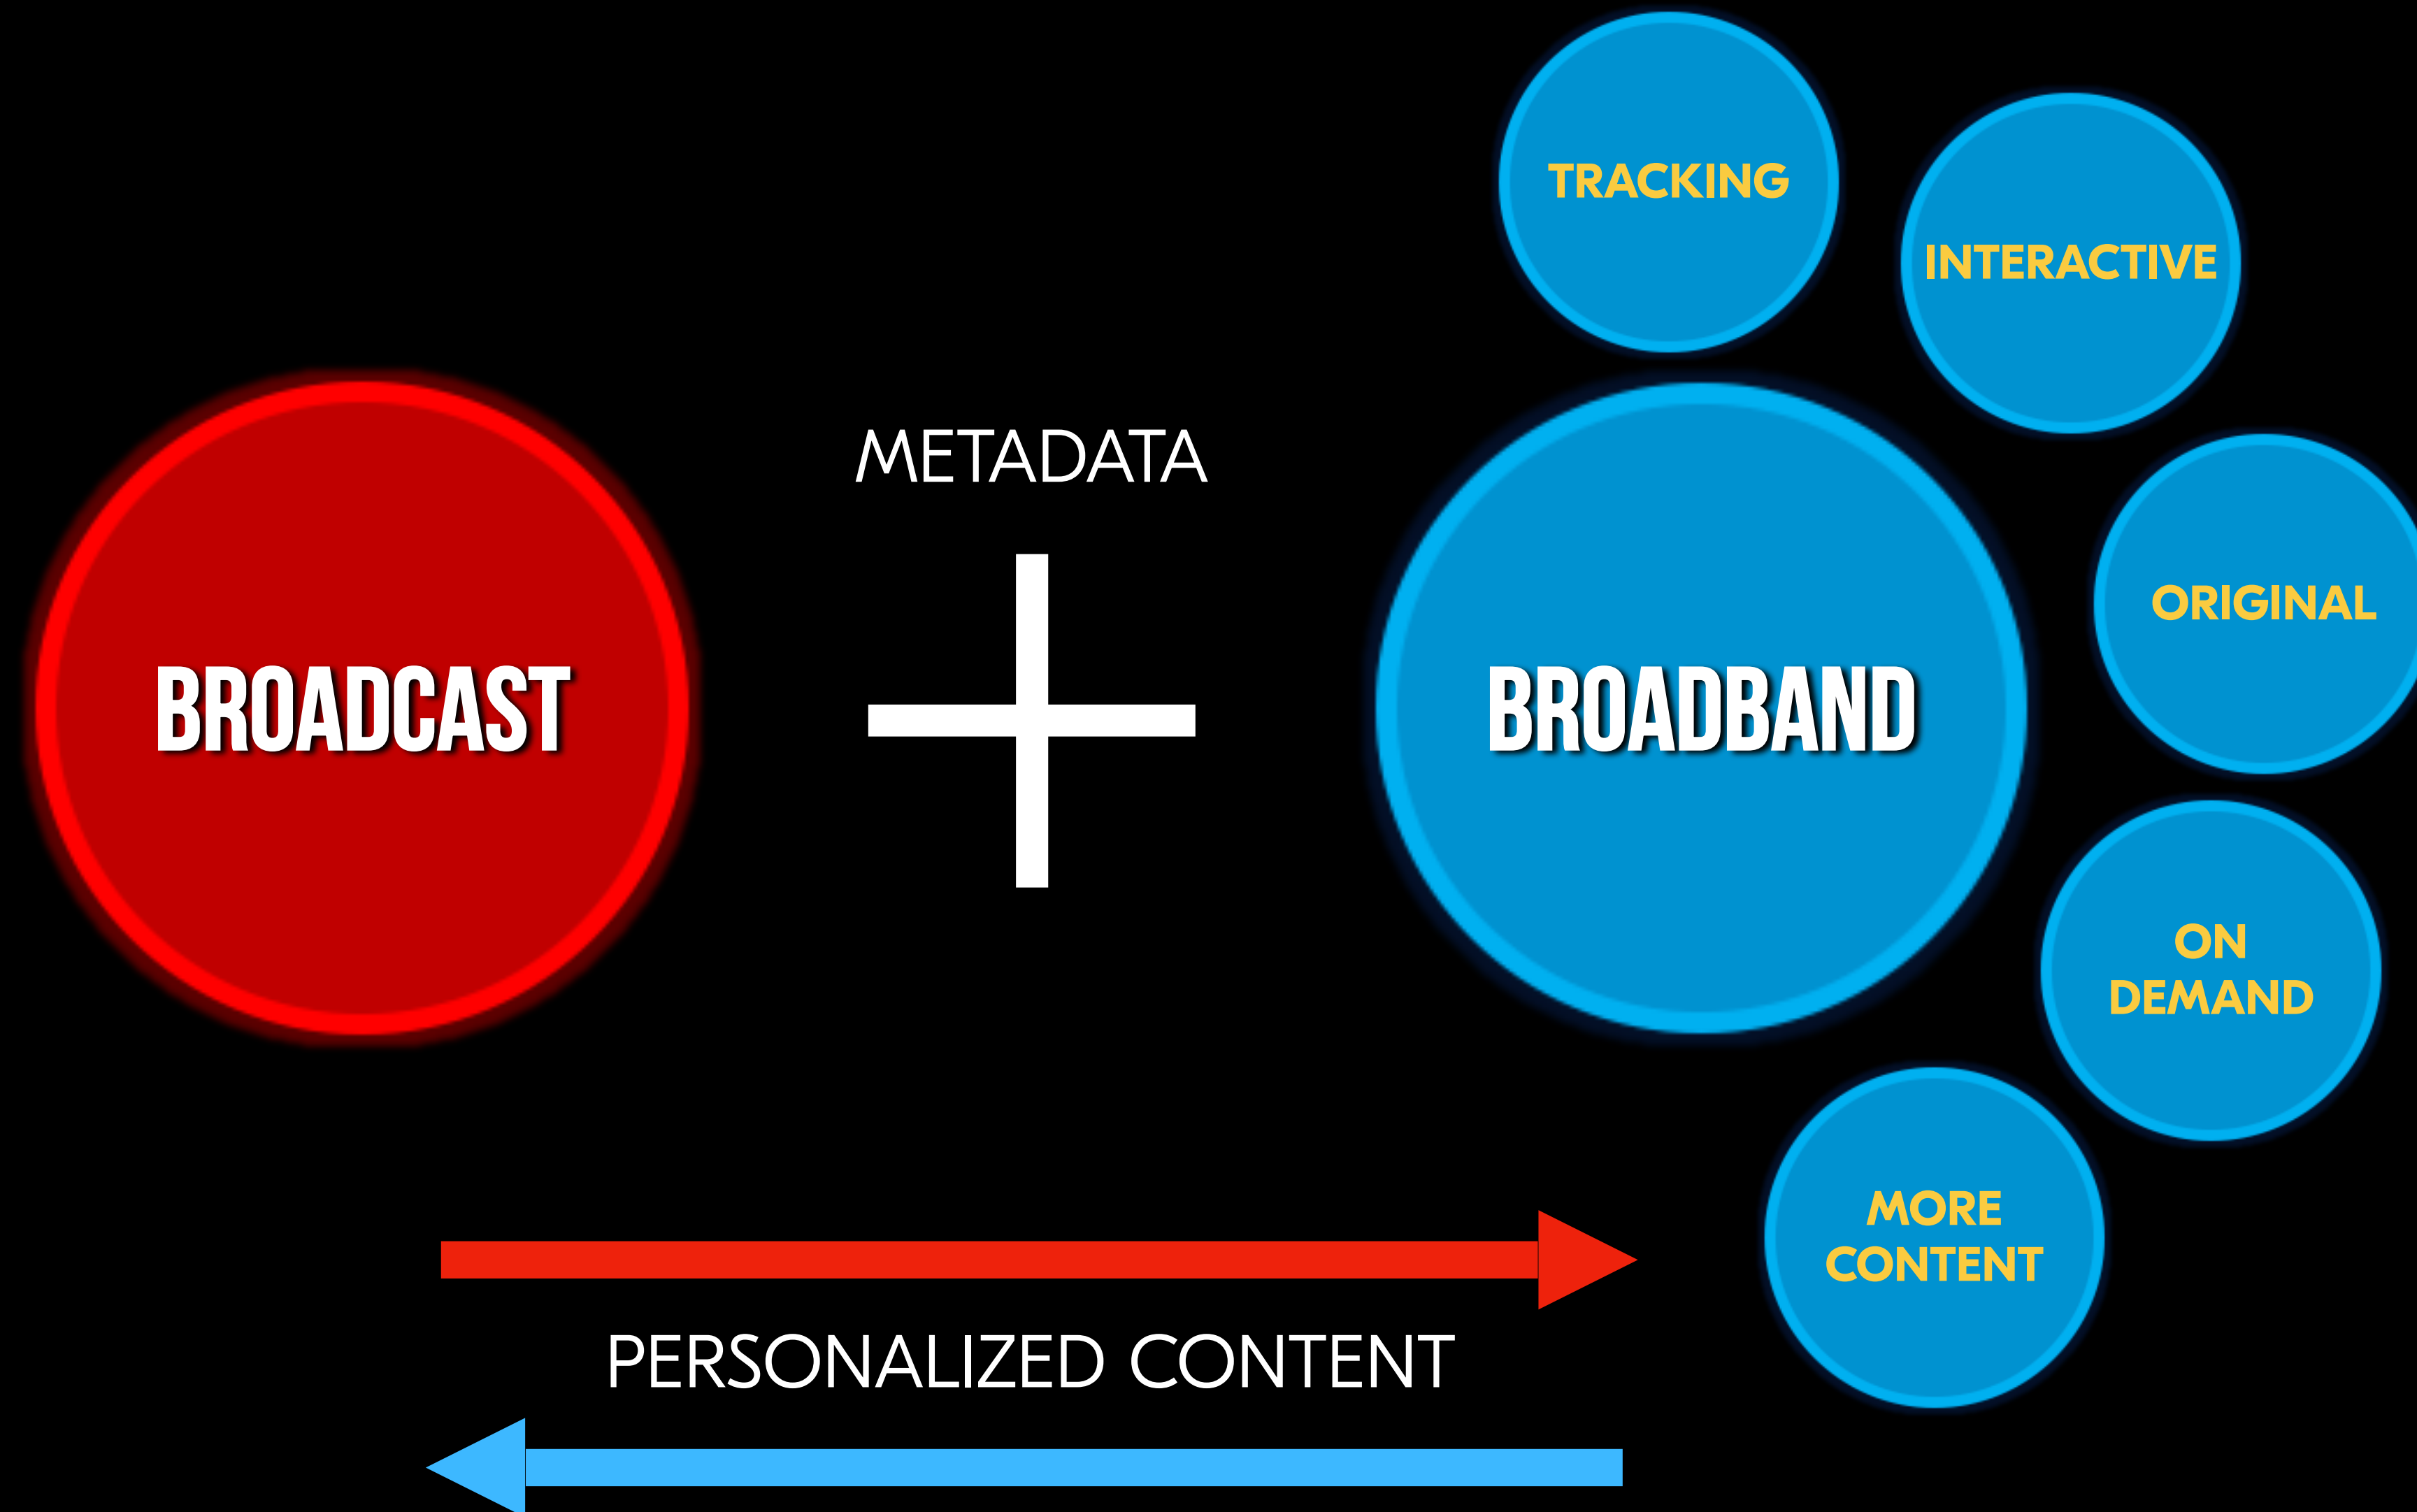 TRACKING
INTERACTIVE
METADATA
ORIGINAL
BROADCAST
BROADBAND
ON
DEMAND
MORE
CONTENT
PERSONALIZED CONTENT